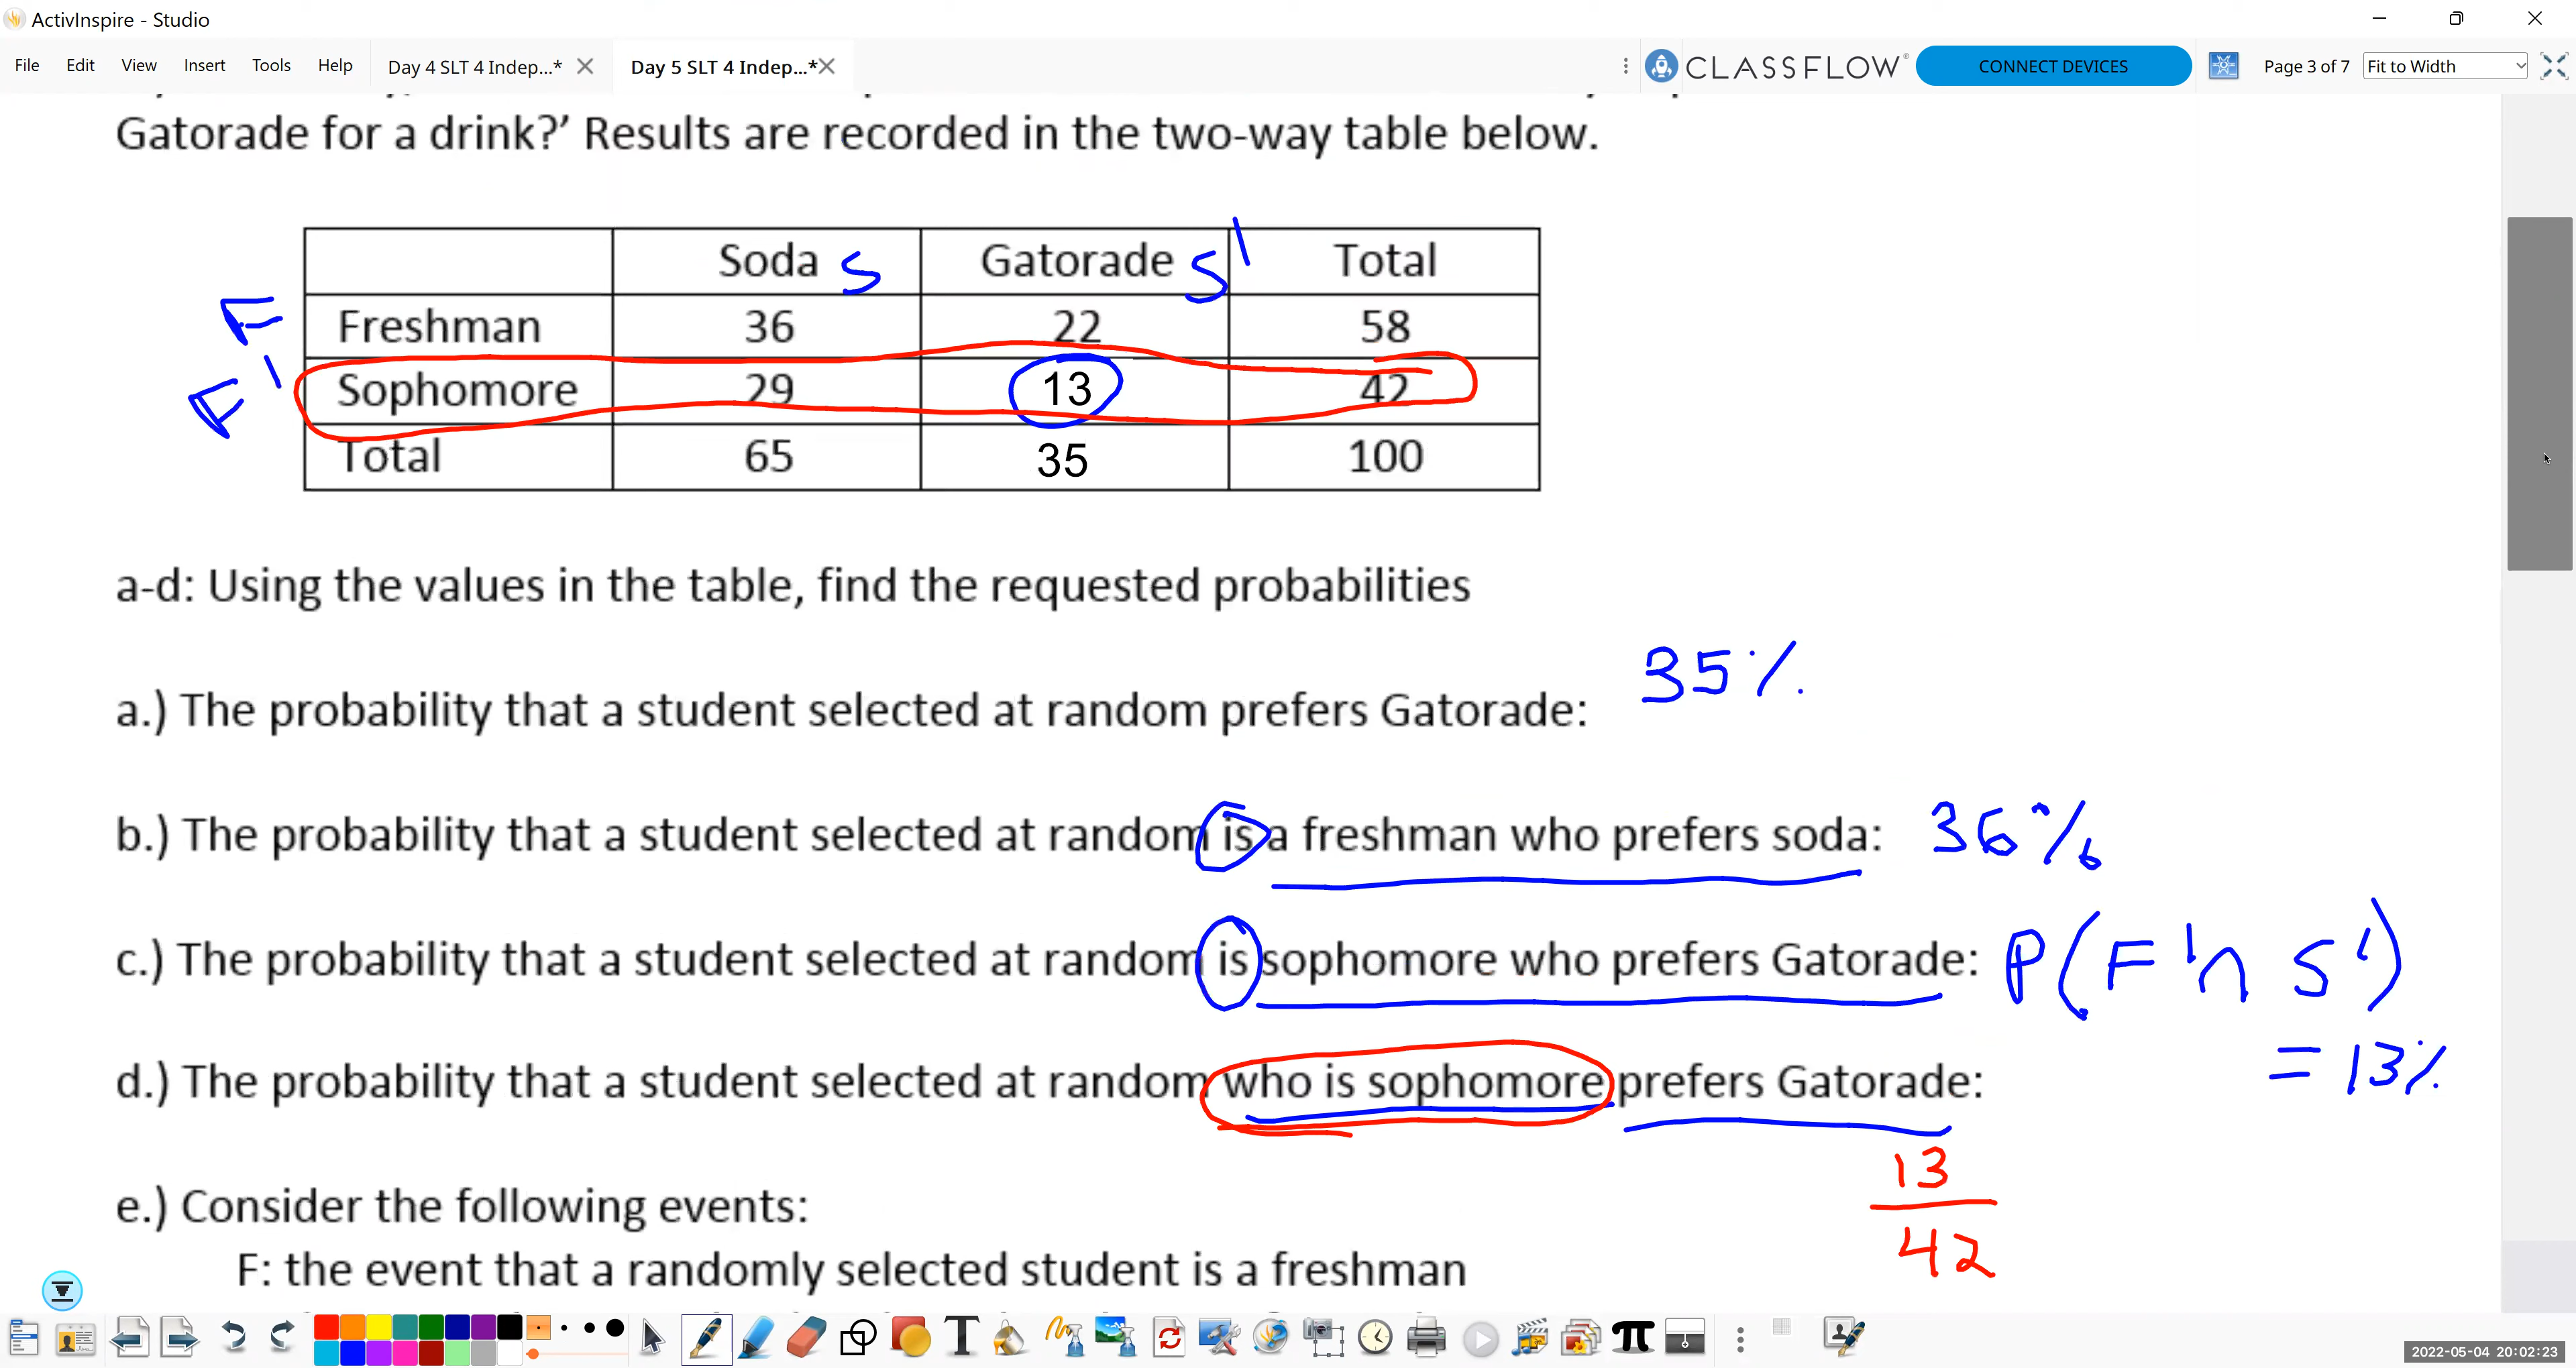 ActivInspire - Studio
File Edit View Insert Tools Help Day 4 SLT 4 Indep...* Day 5 SLT 4 Indep...* CLASSFLOW CONNECT DEVICES Page 3 of 7 Fit to Width
Gatorade for a drink?’ Results are recorded in the two-way table below.
Soda S Gatorade S' Total
F Freshman 36 22 58
F' Sophomore 29 13 42
Total 65 35 100
a-d: Using the values in the table, find the requested probabilities
a.) The probability that a student selected at random prefers Gatorade: 35%
b.) The probability that a student selected at random is a freshman who prefers soda: 36%
c.) The probability that a student selected at random is sophomore who prefers Gatorade: P(F' ∩ S')
= 13%
d.) The probability that a student selected at random who is sophomore prefers Gatorade:
13
42
e.) Consider the following events:
F: the event that a randomly selected student is a freshman
2022-05-04 20:02:23